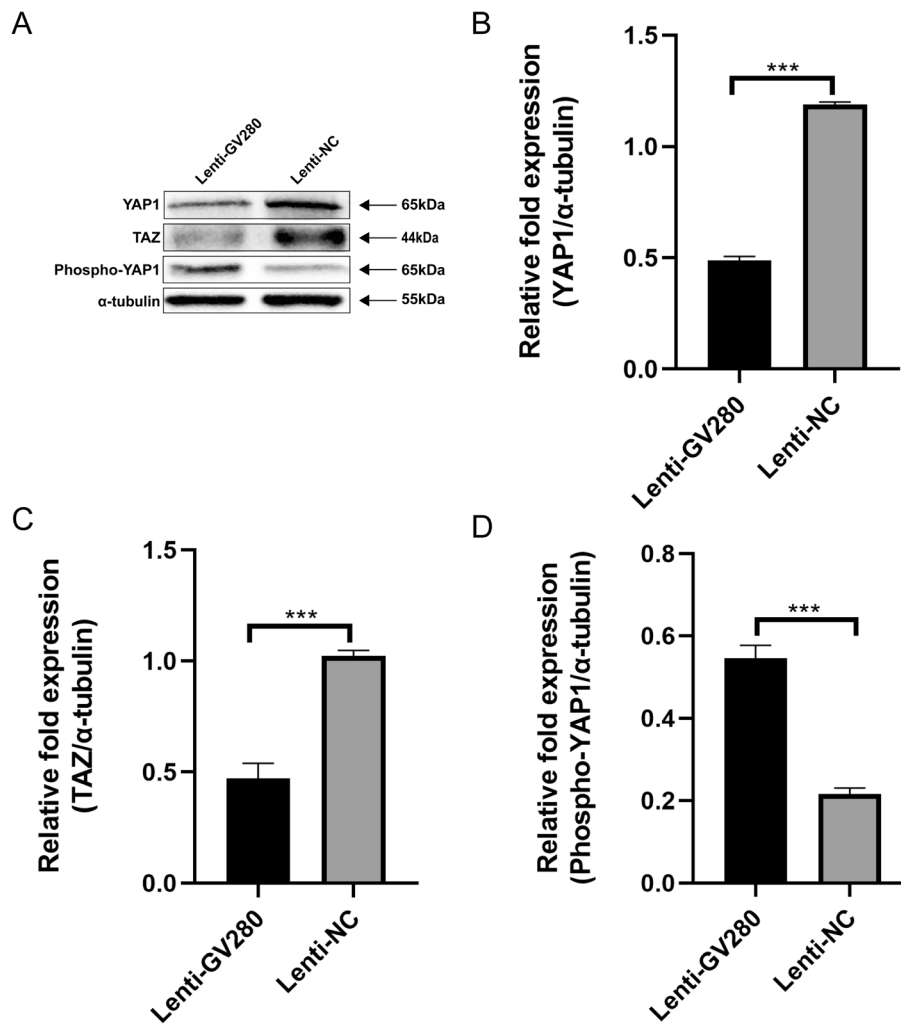 A
Lenti-GV280
Lenti-NC
YAP1
65kDa
TAZ
44kDa
Phospho-YAP1
65kDa
α-tubulin
55kDa
B
Relative fold expression
(YAP1/α-tubulin)
1.5
1.0
0.5
0.0
***
Lenti-GV280
Lenti-NC
C
Relative fold expression
(TAZ/α-tubulin)
1.5
1.0
0.5
0.0
***
Lenti-GV280
Lenti-NC
D
Relative fold expression
(Phospho-YAP1/α-tubulin)
0.8
0.6
0.4
0.2
0.0
***
Lenti-GV280
Lenti-NC